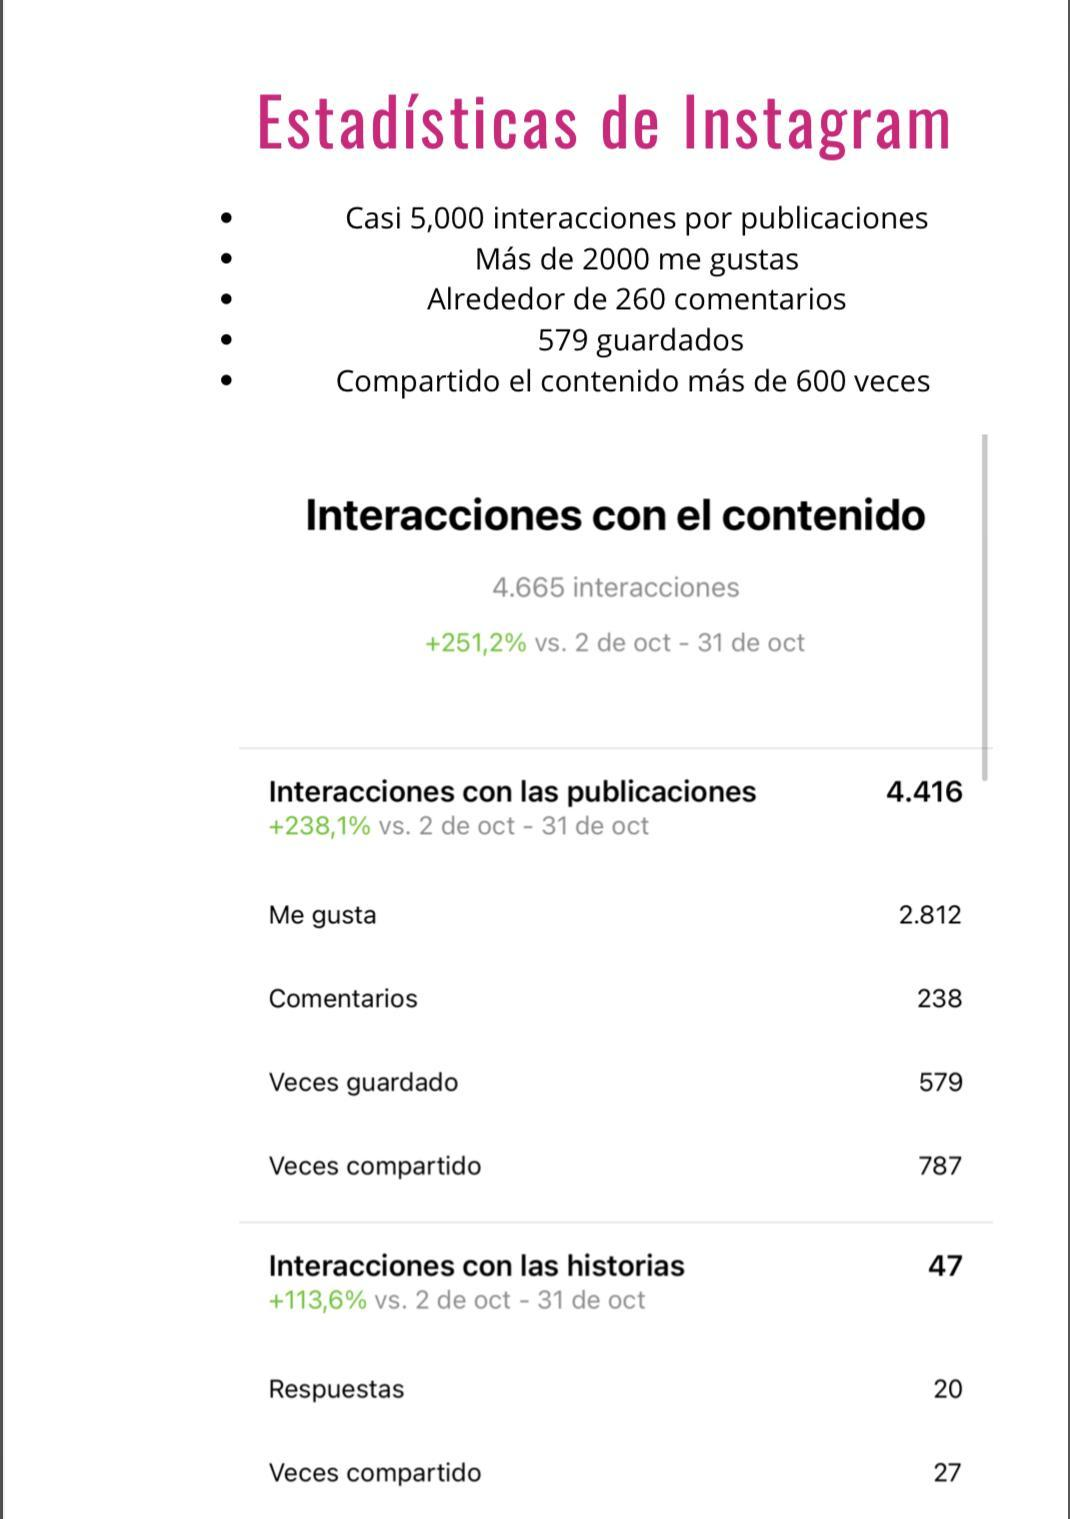 Estadísticas de Instagram
• Casi 5,000 interacciones por publicaciones
• Más de 2000 me gustas
• Alrededor de 260 comentarios
• 579 guardados
• Compartido el contenido más de 600 veces
Interacciones con el contenido
4.665 interacciones
+251,2% vs. 2 de oct - 31 de oct
Interacciones con las publicaciones 4.416
+238,1% vs. 2 de oct - 31 de oct
Me gusta 2.812
Comentarios 238
Veces guardado 579
Veces compartido 787
Interacciones con las historias 47
+113,6% vs. 2 de oct - 31 de oct
Respuestas 20
Veces compartido 27